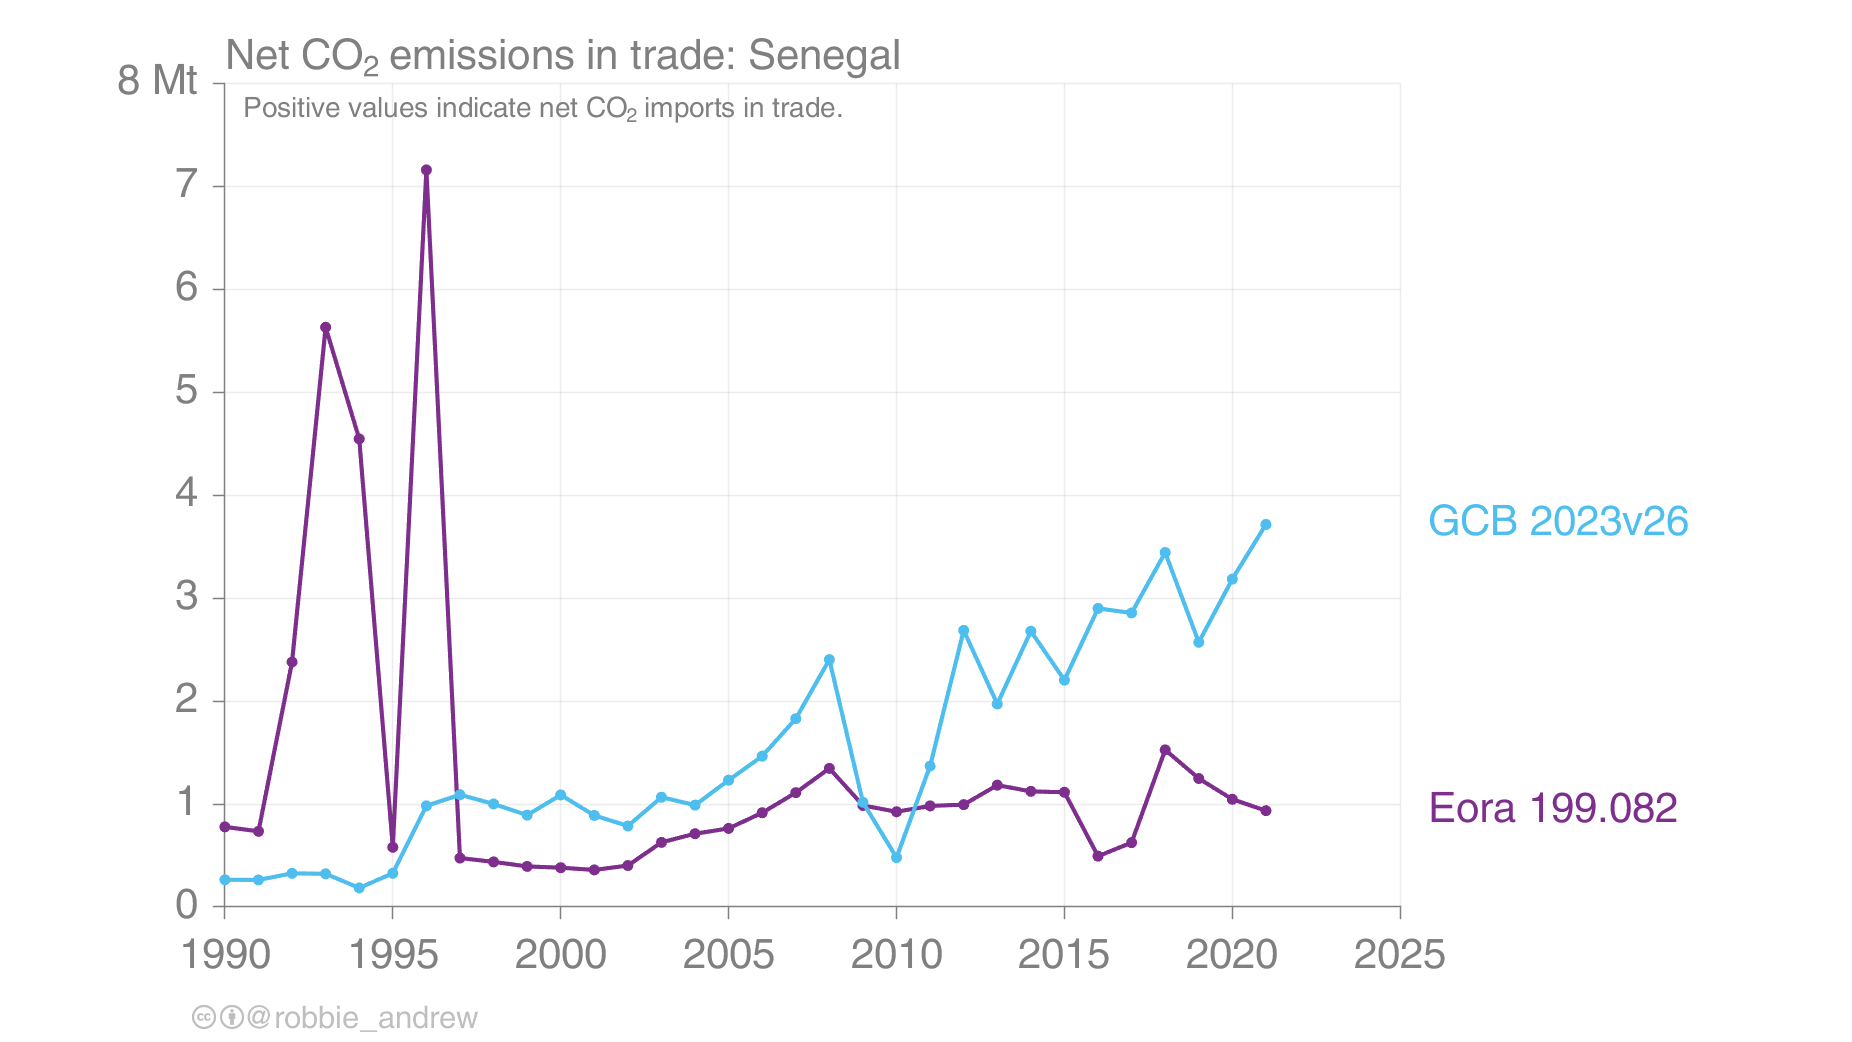 Net CO₂ emissions in trade: Senegal
8 Mt
Positive values indicate net CO₂ imports in trade.
7
6
5
4
GCB 2023v26
3
2
1
Eora 199.082
0
1990 1995 2000 2005 2010 2015 2020 2025
@robbie_andrew